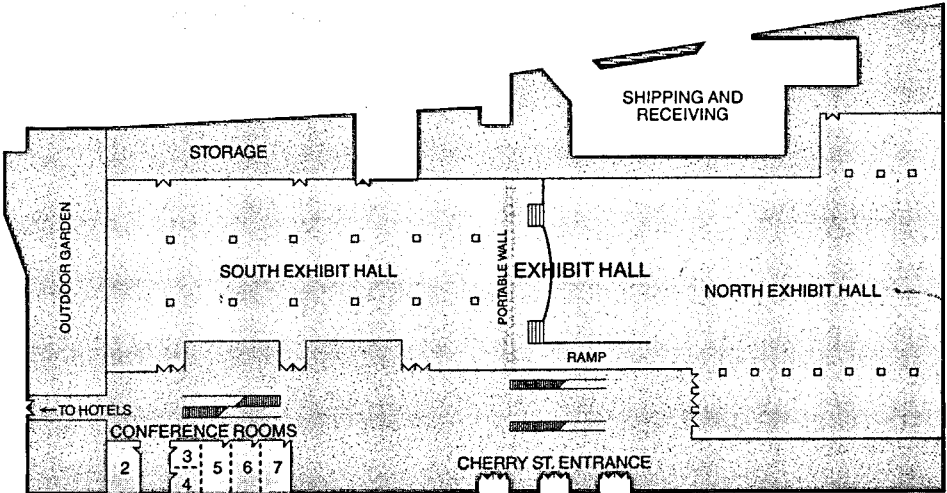 SHIPPING AND
RECEIVING
STORAGE
OUTDOOR GARDEN
SOUTH EXHIBIT HALL
PORTABLE WALL
EXHIBIT HALL
NORTH EXHIBIT HALL
RAMP
←TO HOTELS
CONFERENCE ROOMS
2
3
4
5
6
7
CHERRY ST. ENTRANCE